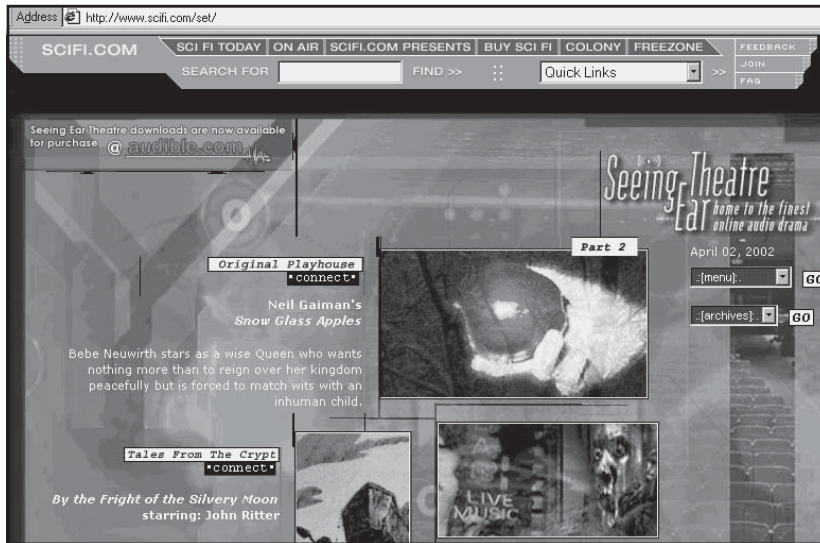 Address http://www.scifi.com/set/
SCIFI.COM
SCI FI TODAY ON AIR SCIFI.COM PRESENTS BUY SCI FI COLONY FREEZONE
FEEDBACK
JOIN
FAQ
SEARCH FOR FIND >> Quick Links >>
Seeing Ear Theatre downloads are now available
for purchase @ audible.com
Seeing Ear Theatre
home to the finest
online audio drama
April 02, 2002
.:[menu]:. GO
.:[archives]:. GO
Part 2
Original Playhouse
•connect•
Neil Gaiman's
Snow Glass Apples
Bebe Neuwirth stars as a wise Queen who wants
nothing more than to reign over her kingdom
peacefully but is forced to match wits with an
inhuman child.
Tales From The Crypt
•connect•
By the Fright of the Silvery Moon
starring: John Ritter
LIVE
MUSIC